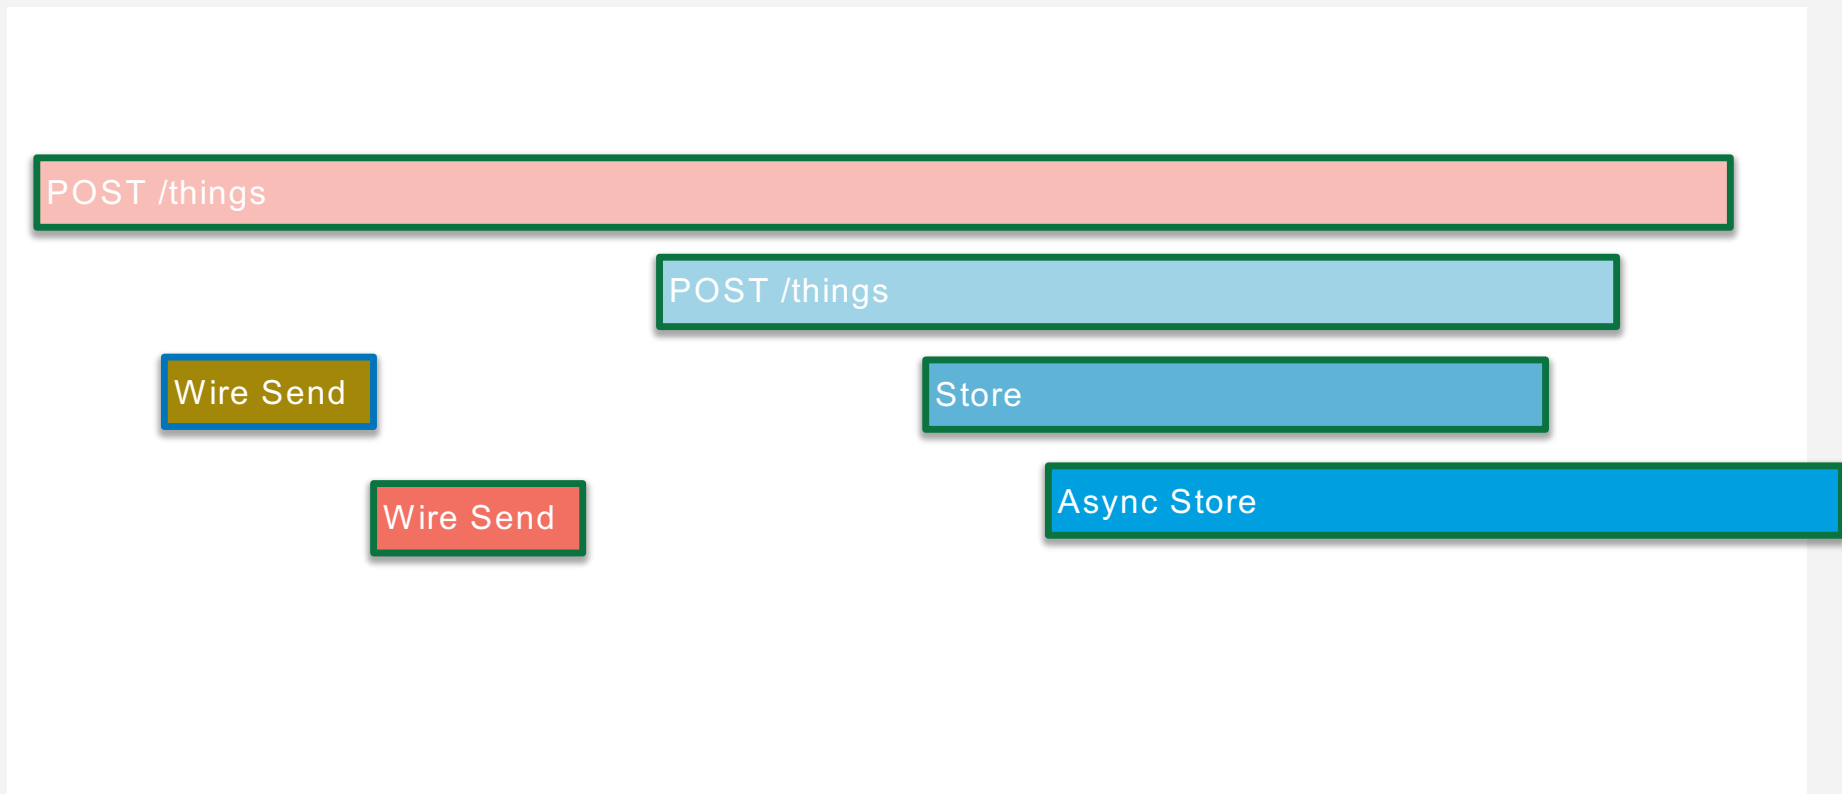 POST /things
POST /things
Wire Send
Store
Wire Send
Async Store